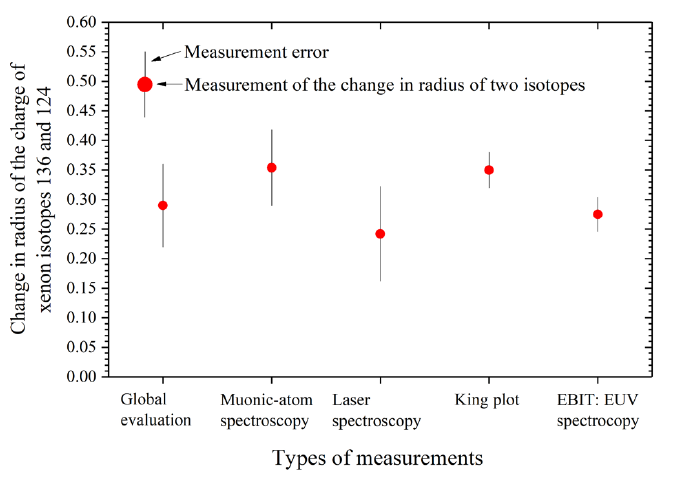 Change in radius of the charge of
xenon isotopes 136 and 124
0.60
0.55
0.50
0.45
0.40
0.35
0.30
0.25
0.20
0.15
0.10
0.05
0.00
Measurement error
Measurement of the change in radius of two isotopes
Global
evaluation
Muonic-atom
spectroscopy
Laser
spectroscopy
King plot
EBIT: EUV
spectrocopy
Types of measurements